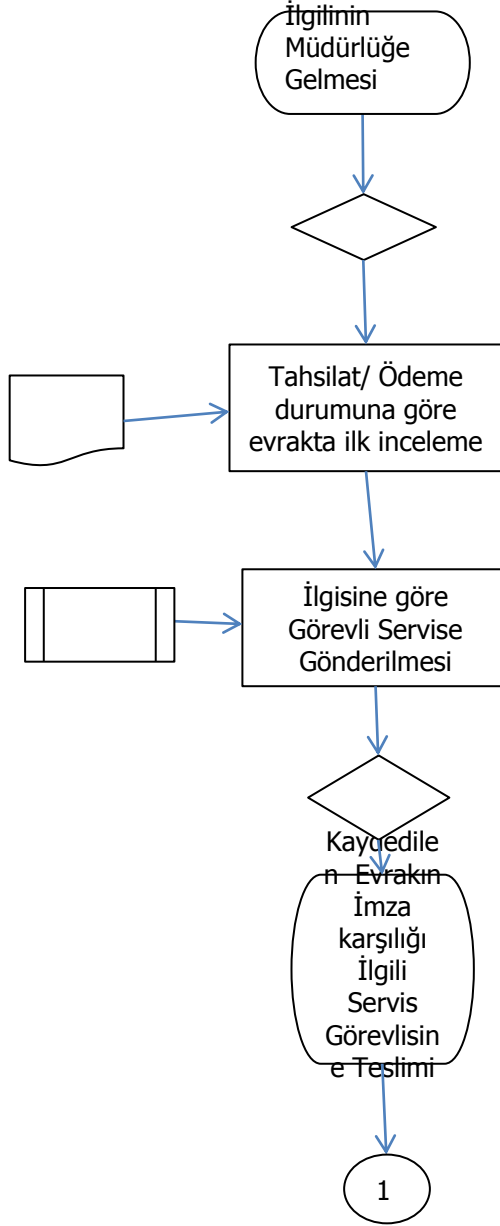 İlgilinin
Müdürlüğe
Gelmesi
Tahsilat/ Ödeme
durumuna göre
evrakta ilk inceleme
İlgisine göre
Görevli Servise
Gönderilmesi
Kaydedile
n Evrakın
İmza
karşılığı
İlgili
Servis
Görevlisin
e Teslimi
1